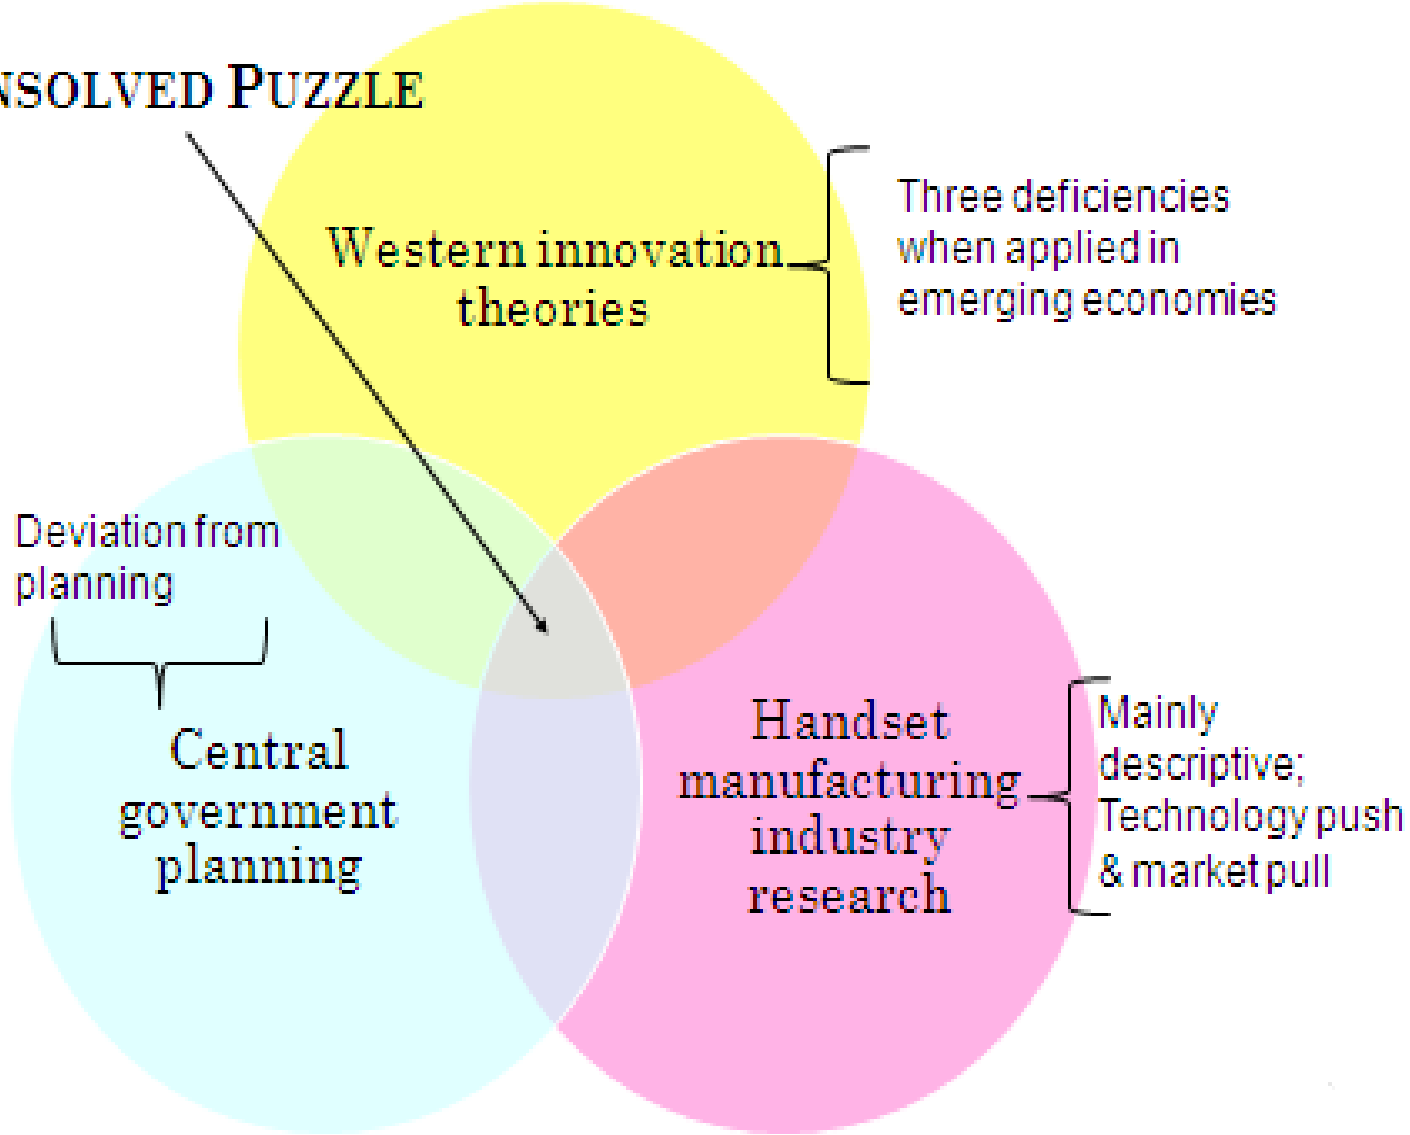 NSOLVED PUZZLE
Western innovation
theories
Three deficiencies
when applied in
emerging economies
Deviation from
planning
Central
government
planning
Handset
manufacturing
industry
research
Mainly
descriptive;
Technology push
& market pull